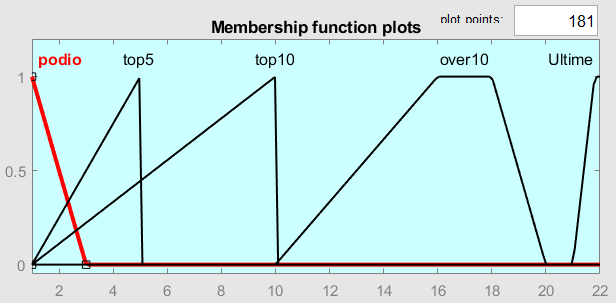 Membership function plots
plot points:
181
podio
top5
top10
over10
Ultime
1
0.5
0
2 4 6 8 10 12 14 16 18 20 22